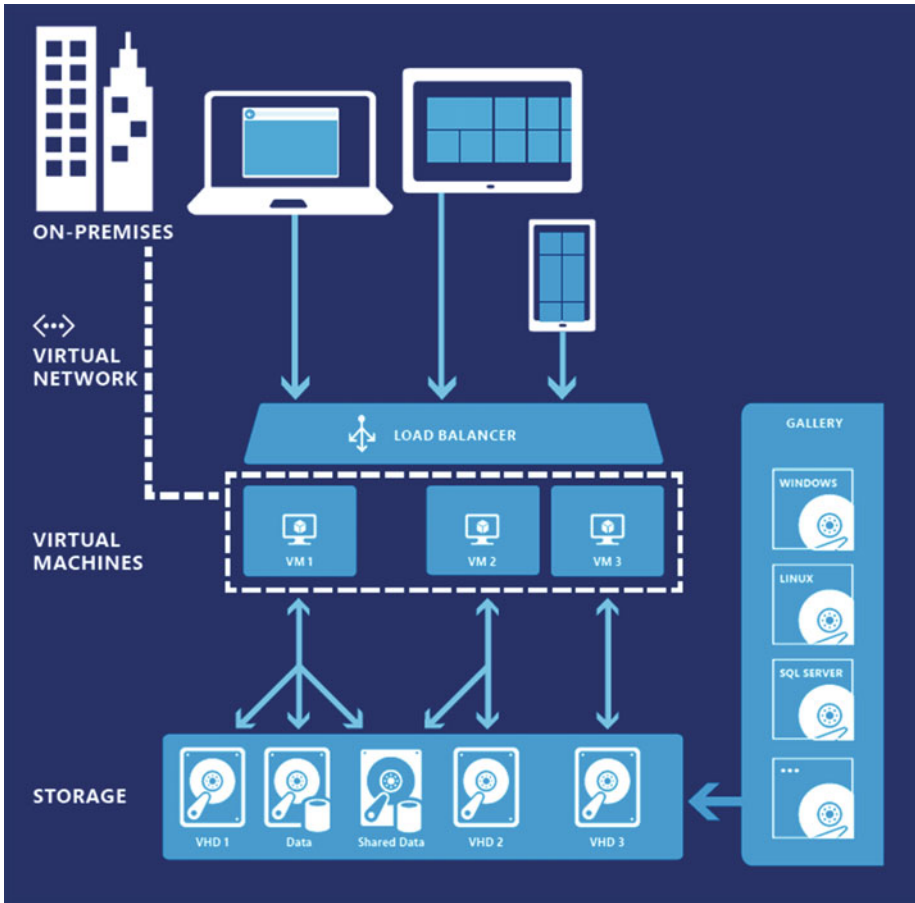 ON-PREMISES
VIRTUAL
NETWORK
LOAD BALANCER
GALLERY
WINDOWS
VIRTUAL
MACHINES
VM 1
VM 2
VM 3
LINUX
SQL SERVER
...
STORAGE
VHD 1
Data
Shared Data
VHD 2
VHD 3